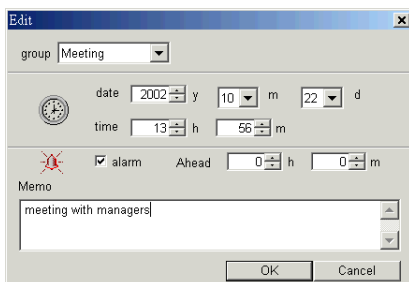 Edit
group Meeting
date 2002 y 10 m 22 d
time 13 h 56 m
alarm Ahead 0 h 0 m
Memo
meeting with managers
OK Cancel